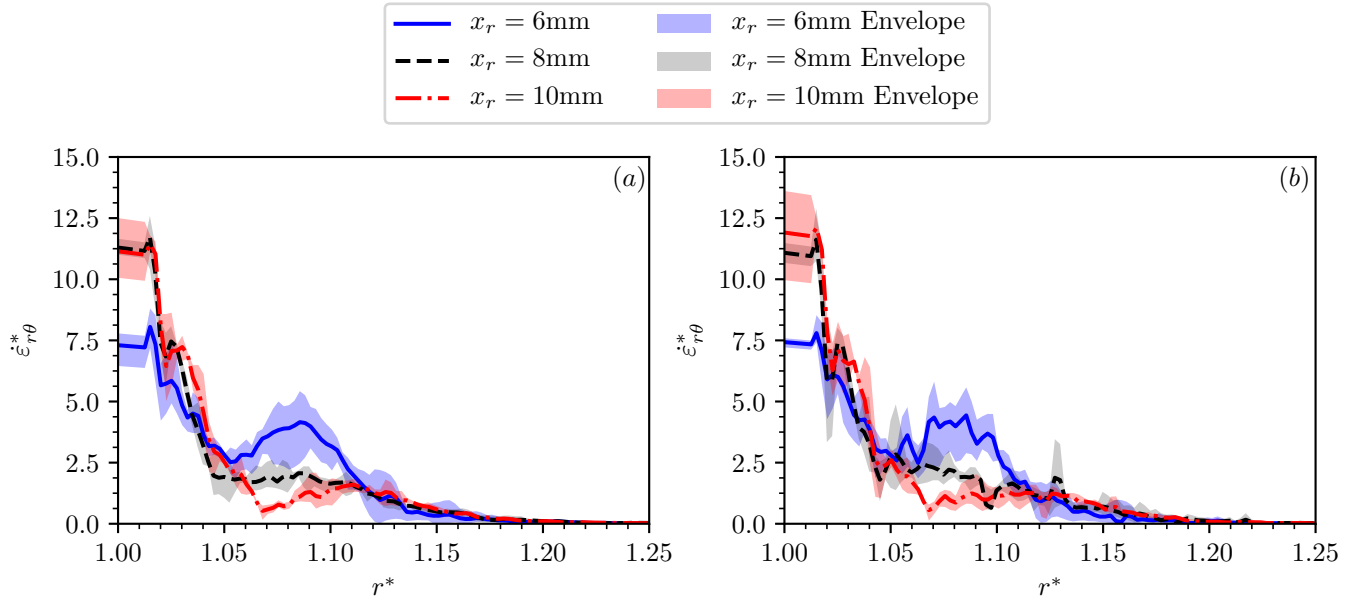 x_r = 6mm x_r = 6mm Envelope
x_r = 8mm x_r = 8mm Envelope
x_r = 10mm x_r = 10mm Envelope
(a)
15.0
12.5
10.0
7.5
5.0
2.5
0.0
ε̇*_{rθ}
1.00 1.05 1.10 1.15 1.20 1.25
r*
(b)
15.0
12.5
10.0
7.5
5.0
2.5
0.0
ε̇*_{rθ}
1.00 1.05 1.10 1.15 1.20 1.25
r*